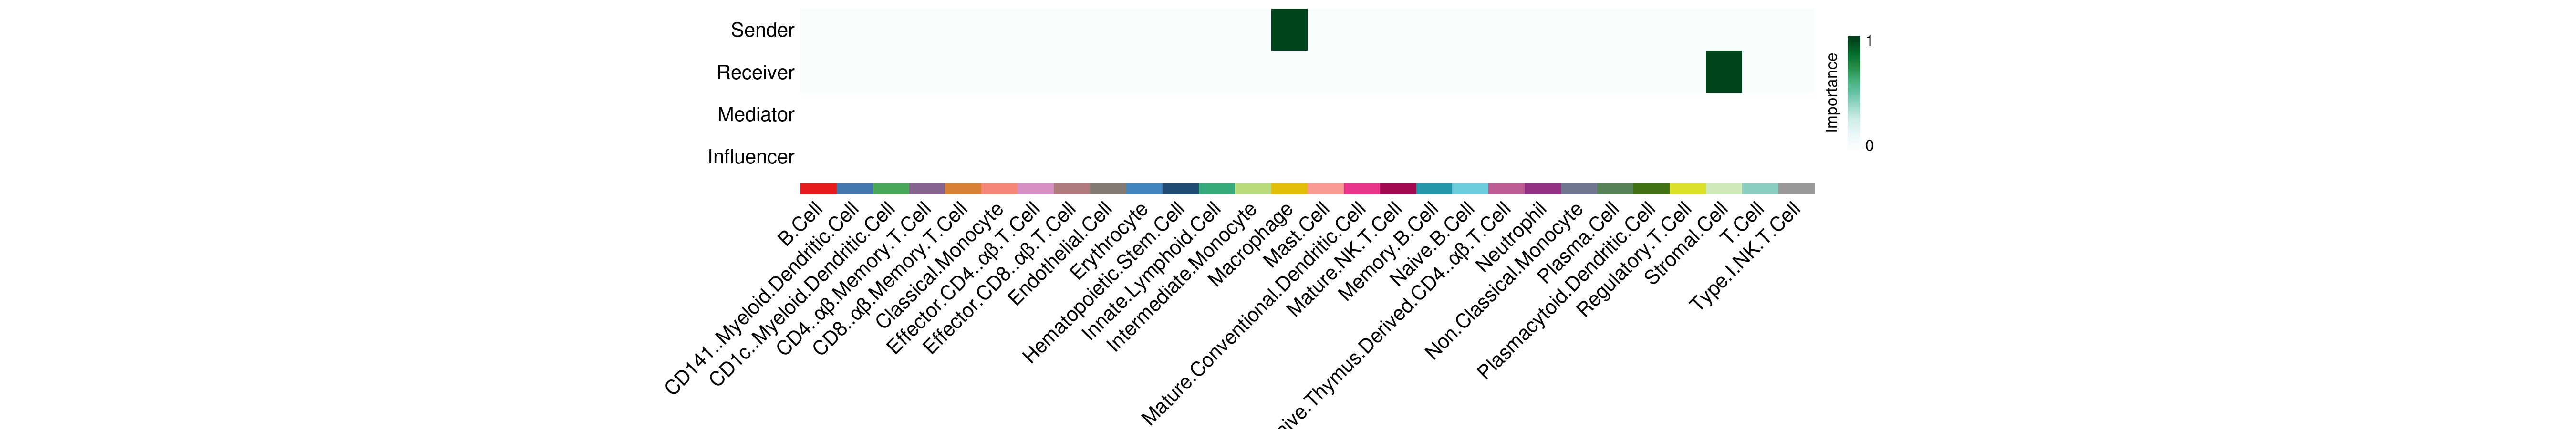 Sender
Receiver
Mediator
Influencer
Importance
1
0
B.Cell
CD141..Myeloid.Dendritic.Cell
CD1c..Myeloid.Dendritic.Cell
CD4..αβ.Memory.T.Cell
CD8..αβ.Memory.T.Cell
Classical.Monocyte
Effector.CD4..αβ.T.Cell
Effector.CD8..αβ.T.Cell
Endothelial.Cell
Erythrocyte
Hematopoietic.Stem.Cell
Innate.Lymphoid.Cell
Intermediate.Monocyte
Macrophage
Mast.Cell
Mature.Conventional.Dendritic.Cell
Mature.NK.T.Cell
Memory.B.Cell
Naive.B.Cell
ive.Thymus.Derived.CD4..αβ.T.Cell
Neutrophil
Non.Classical.Monocyte
Plasma.Cell
Plasmacytoid.Dendritic.Cell
Regulatory.T.Cell
Stromal.Cell
T.Cell
Type.I.NK.T.Cell